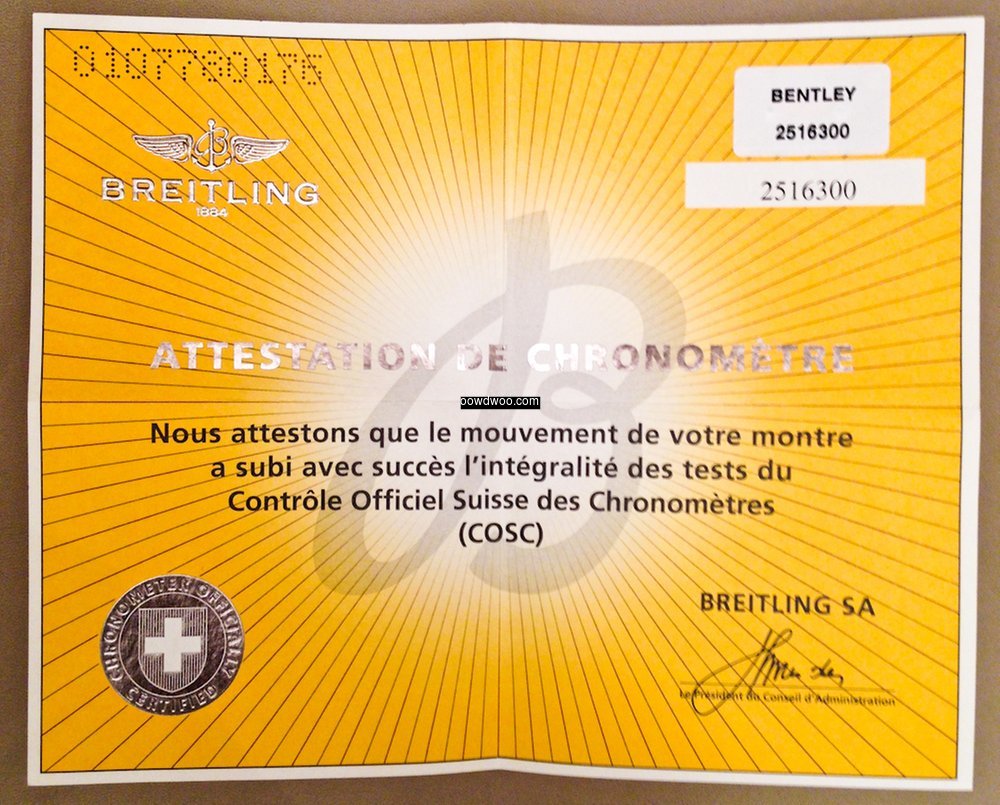 0107780176
BENTLEY
2516300
2516300
BREITLING
1884
ATTESTATION DE CHRONOMÈTRE
powdwoo.com
Nous attestons que le mouvement de votre montre
a subi avec succès l'intégralité des tests du
Contrôle Officiel Suisse des Chronomètres
(COSC)
CHRONOMETER OFFICIALLY
CERTIFIED
BREITLING SA
Le Président du Conseil d'Administration